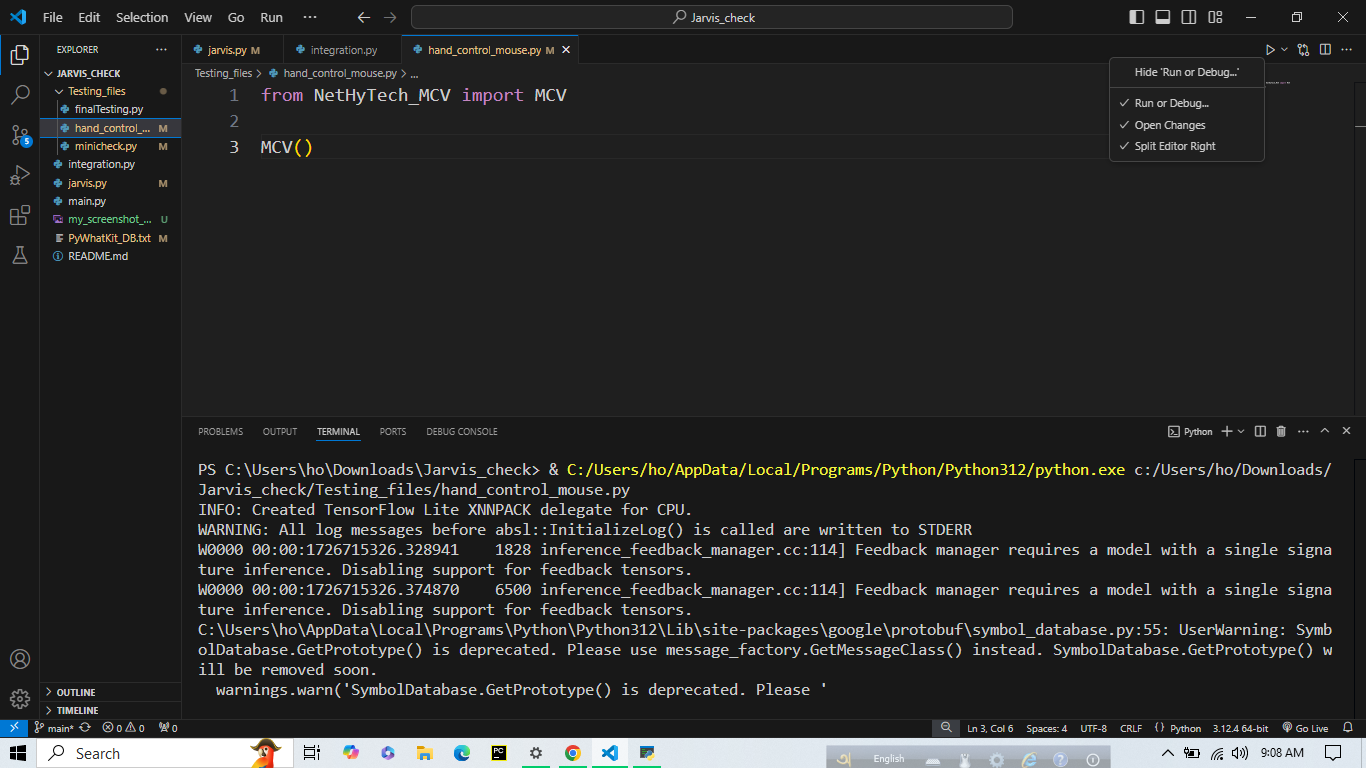 File Edit Selection View Go Run ··· Jarvis_check
EXPLORER ···
JARVIS_CHECK
Testing_files
finalTesting.py
hand_control_... M
minicheck.py M
integration.py
jarvis.py M
main.py
my_screenshot_... U
PyWhatKit_DB.txt M
README.md
OUTLINE
TIMELINE
jarvis.py M integration.py hand_control_mouse.py M
Testing_files > hand_control_mouse.py > ...
1 from NetHyTech_MCV import MCV
2
3 MCV()
Hide 'Run or Debug...'
Run or Debug...
Open Changes
Split Editor Right
PROBLEMS OUTPUT TERMINAL PORTS DEBUG CONSOLE Python
PS C:\Users\ho\Downloads\Jarvis_check> & C:/Users/ho/AppData/Local/Programs/Python/Python312/python.exe c:/Users/ho/Downloads/
Jarvis_check/Testing_files/hand_control_mouse.py
INFO: Created TensorFlow Lite XNNPACK delegate for CPU.
WARNING: All log messages before absl::InitializeLog() is called are written to STDERR
W0000 00:00:1726715326.328941    1828 inference_feedback_manager.cc:114] Feedback manager requires a model with a single signa
ture inference. Disabling support for feedback tensors.
W0000 00:00:1726715326.374870    6500 inference_feedback_manager.cc:114] Feedback manager requires a model with a single signa
ture inference. Disabling support for feedback tensors.
C:\Users\ho\AppData\Local\Programs\Python\Python312\Lib\site-packages\google\protobuf\symbol_database.py:55: UserWarning: Symb
olDatabase.GetPrototype() is deprecated. Please use message_factory.GetMessageClass() instead. SymbolDatabase.GetPrototype() w
ill be removed soon.
  warnings.warn('SymbolDatabase.GetPrototype() is deprecated. Please '
5
main* 0 0 0 Ln 3, Col 6 Spaces: 4 UTF-8 CRLF Python 3.12.4 64-bit Go Live
Search PC English 9:08 AM